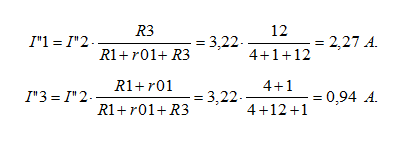 I"1 = I"2 · R3 / (R1 + r01 + R3) = 3,22 · 12 / (4 + 1 + 12) = 2,27 A.
I"3 = I"2 · (R1 + r01) / (R1 + r01 + R3) = 3,22 · (4 + 1) / (4 + 12 + 1) = 0,94 A.